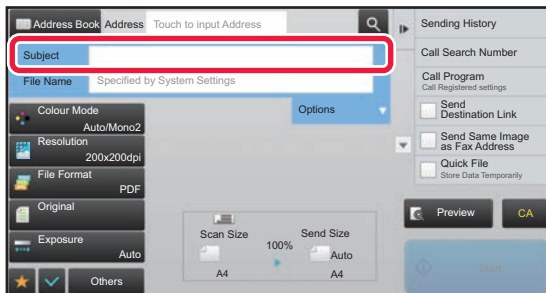 Address Book Address Touch to input Address
Subject
File Name Specified by System Settings
Colour Mode
Auto/Mono2
Resolution
200x200dpi
File Format
PDF
Original
Exposure
Auto
Others
Options
Scan Size
A4
100%
Send Size
Auto
A4
Sending History
Call Search Number
Call Program
Call Registered settings
Send
Destination Link
Send Same Image
as Fax Address
Quick File
Store Data Temporarily
Preview
CA
Start